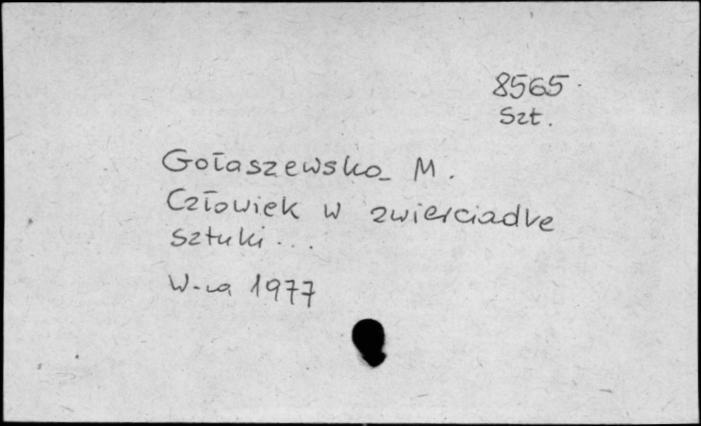 8565
Szt.
Gołaszewska M.
Człowiek w zwierciadle
sztuki...
W-wa 1977